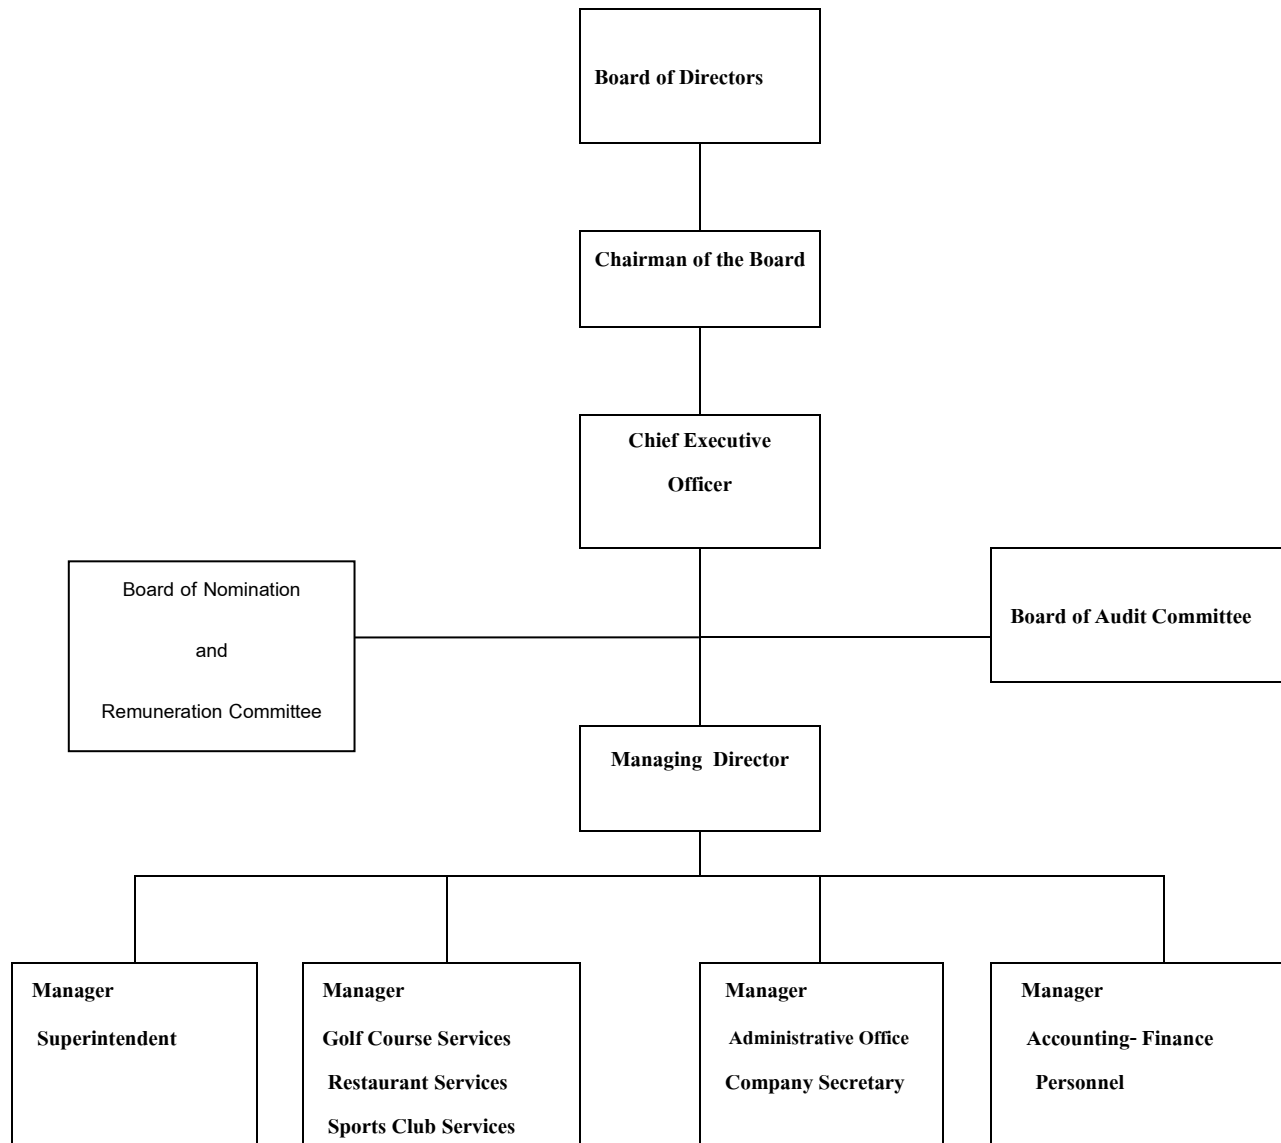 Board of Directors
Chairman of the Board
Chief Executive
Officer
Board of Nomination
and
Remuneration Committee
Board of Audit Committee
Managing Director
Manager
Superintendent
Manager
Golf Course Services
Restaurant Services
Sports Club Services
Manager
Administrative Office
Company Secretary
Manager
Accounting- Finance
Personnel